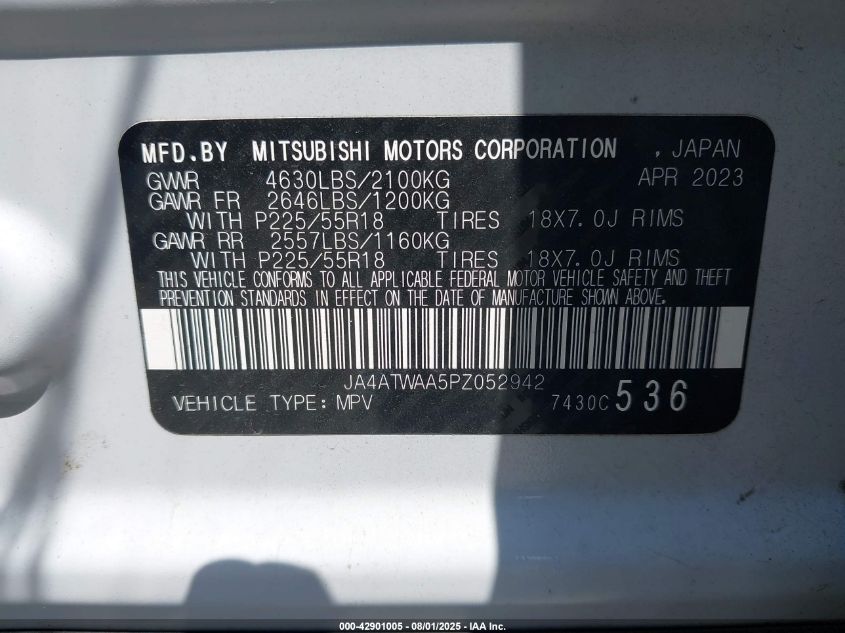 MFD.BY MITSUBISHI MOTORS CORPORATION , JAPAN
GVWR 4630LBS/2100KG APR 2023
GAWR FR 2646LBS/1200KG
WITH P225/55R18 TIRES 18X7.0J RIMS
GAWR RR 2557LBS/1160KG
WITH P225/55R18 TIRES 18X7.0J RIMS
THIS VEHICLE CONFORMS TO ALL APPLICABLE FEDERAL MOTOR VEHICLE SAFETY AND THEFT
PREVENTION STANDARDS IN EFFECT ON THE DATE OF MANUFACTURE SHOWN ABOVE.
JA4ATWAA5PZ052942
VEHICLE TYPE: MPV 7430C 536
000-42901005 - 08/01/2025 - IAA Inc.